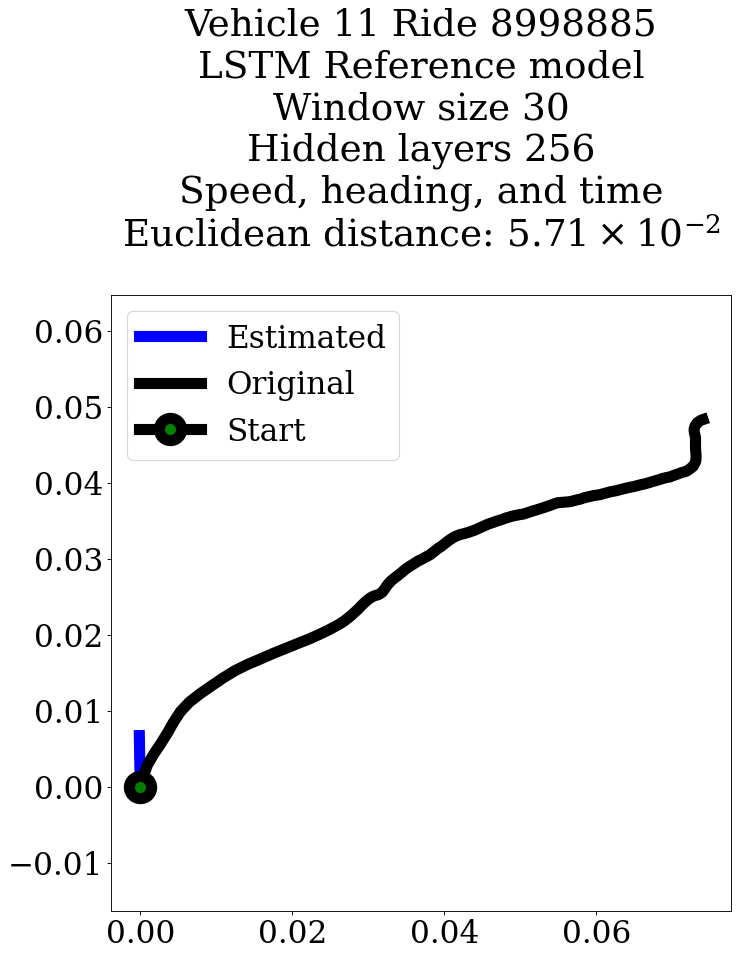 Vehicle 11 Ride 8998885
LSTM Reference model
Window size 30
Hidden layers 256
Speed, heading, and time
Euclidean distance: 5.71 × 10⁻²
Estimated
Original
Start
0.06
0.05
0.04
0.03
0.02
0.01
0.00
−0.01
0.00 0.02 0.04 0.06